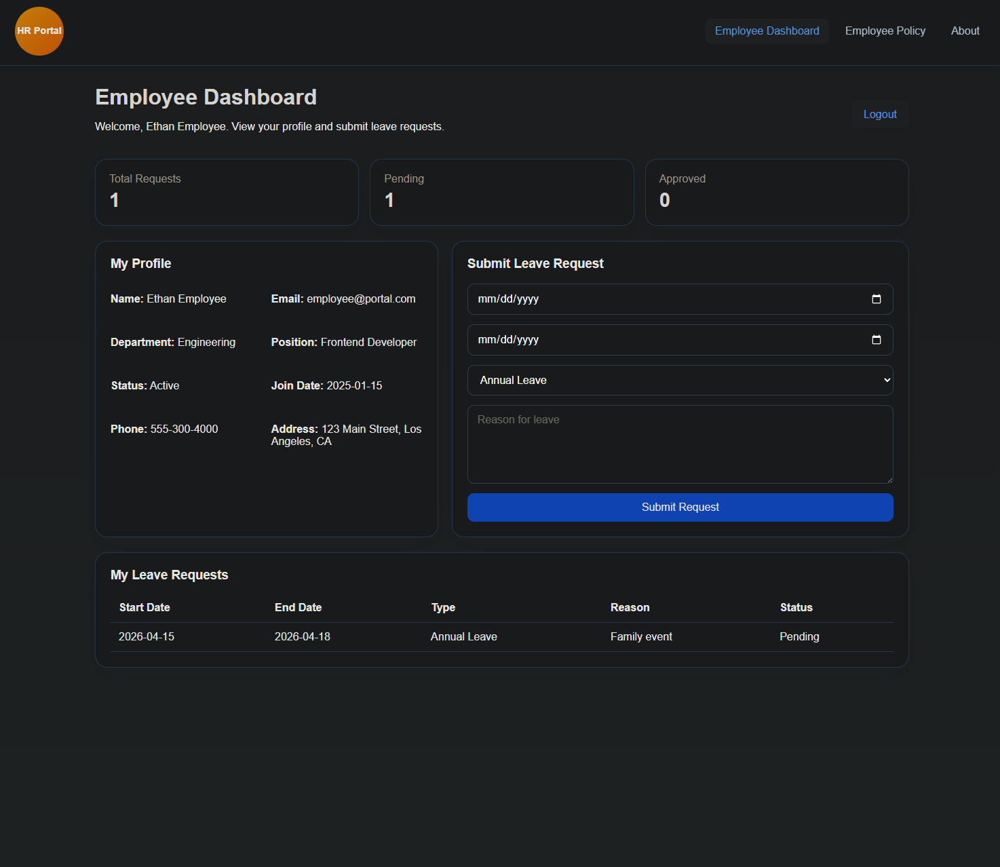 HR Portal
Employee Dashboard
Employee Policy
About
Employee Dashboard
Welcome, Ethan Employee. View your profile and submit leave requests.
Logout
Total Requests
1
Pending
1
Approved
0
My Profile
Name: Ethan Employee
Email: employee@portal.com
Department: Engineering
Position: Frontend Developer
Status: Active
Join Date: 2025-01-15
Phone: 555-300-4000
Address: 123 Main Street, Los
Angeles, CA
Submit Leave Request
mm/dd/yyyy
mm/dd/yyyy
Annual Leave
Reason for leave
Submit Request
My Leave Requests
Start Date End Date Type Reason Status
2026-04-15 2026-04-18 Annual Leave Family event Pending